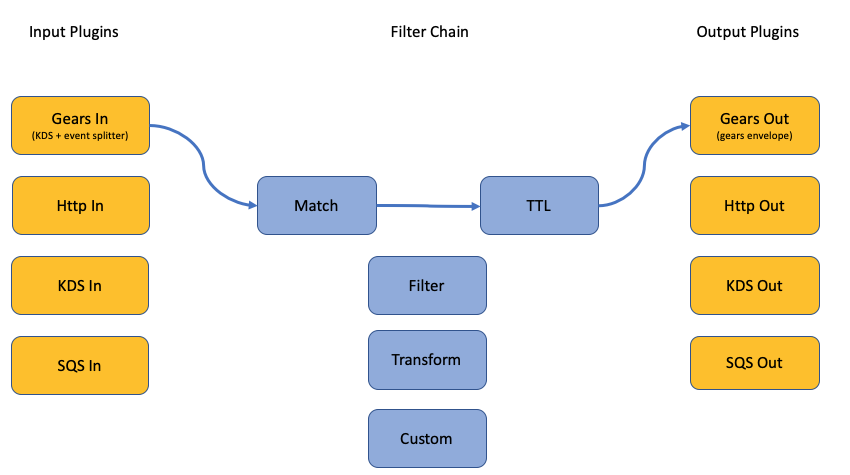 Input Plugins
Filter Chain
Output Plugins
Gears In
(KDS + event splitter)
Gears Out
(gears envelope)
Http In
Match
TTL
Http Out
KDS In
Filter
KDS Out
SQS In
Transform
SQS Out
Custom